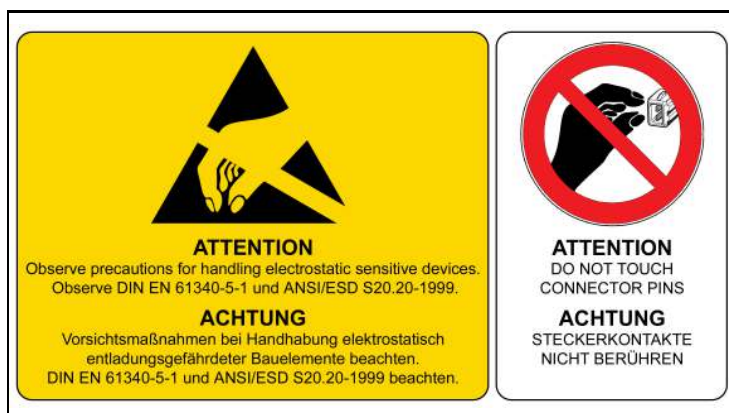 ATTENTION
Observe precautions for handling electrostatic sensitive devices.
Observe DIN EN 61340-5-1 und ANSI/ESD S20.20-1999.
ACHTUNG
Vorsichtsmaßnahmen bei Handhabung elektrostatisch
entladungsgefährdeter Bauelemente beachten.
DIN EN 61340-5-1 und ANSI/ESD S20.20-1999 beachten.
ATTENTION
DO NOT TOUCH
CONNECTOR PINS
ACHTUNG
STECKERKONTAKTE
NICHT BERÜHREN